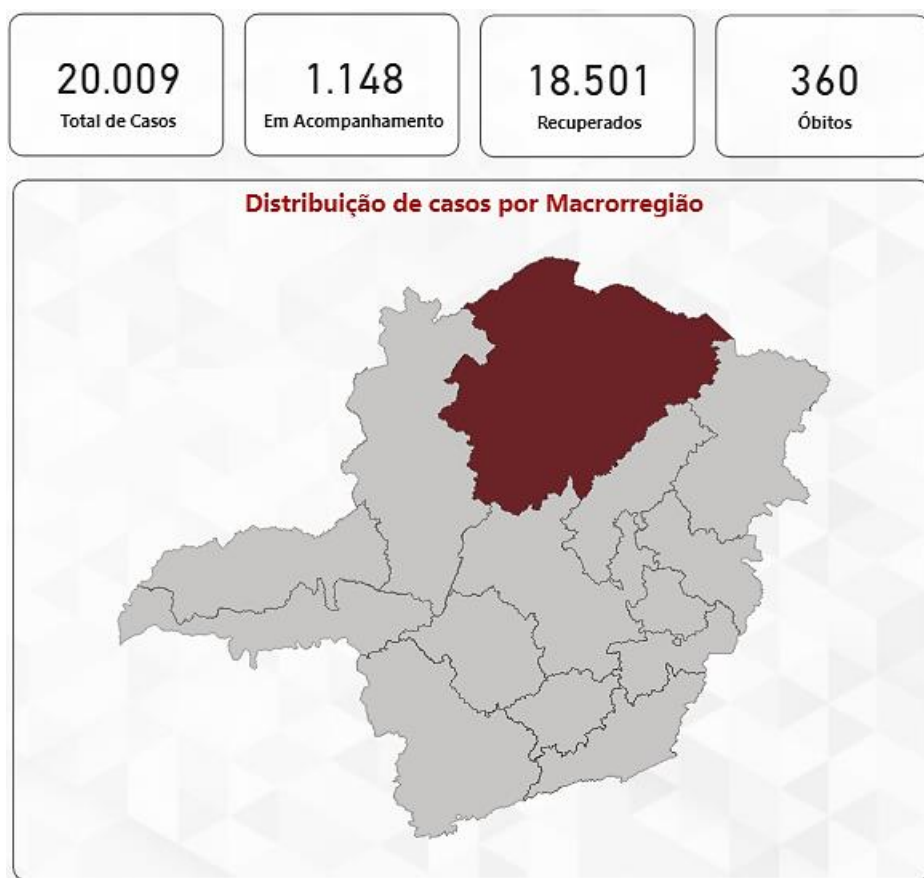 20.009
Total de Casos
1.148
Em Acompanhamento
18.501
Recuperados
360
Óbitos
Distribuição de casos por Macrorregião